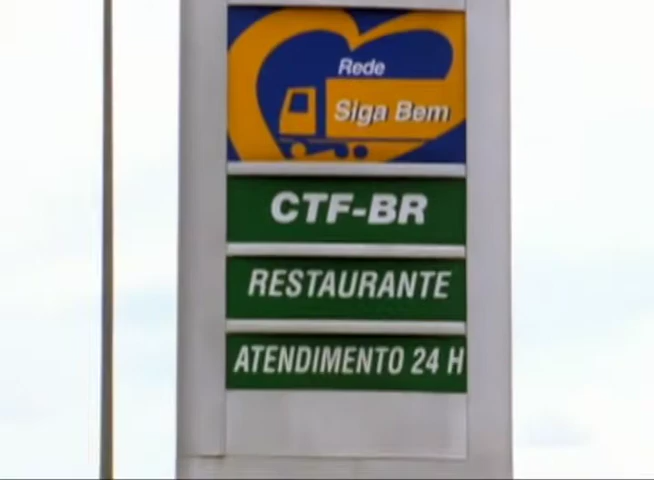 Rede
Siga Bem
CTF-BR
RESTAURANTE
ATENDIMENTO 24 H